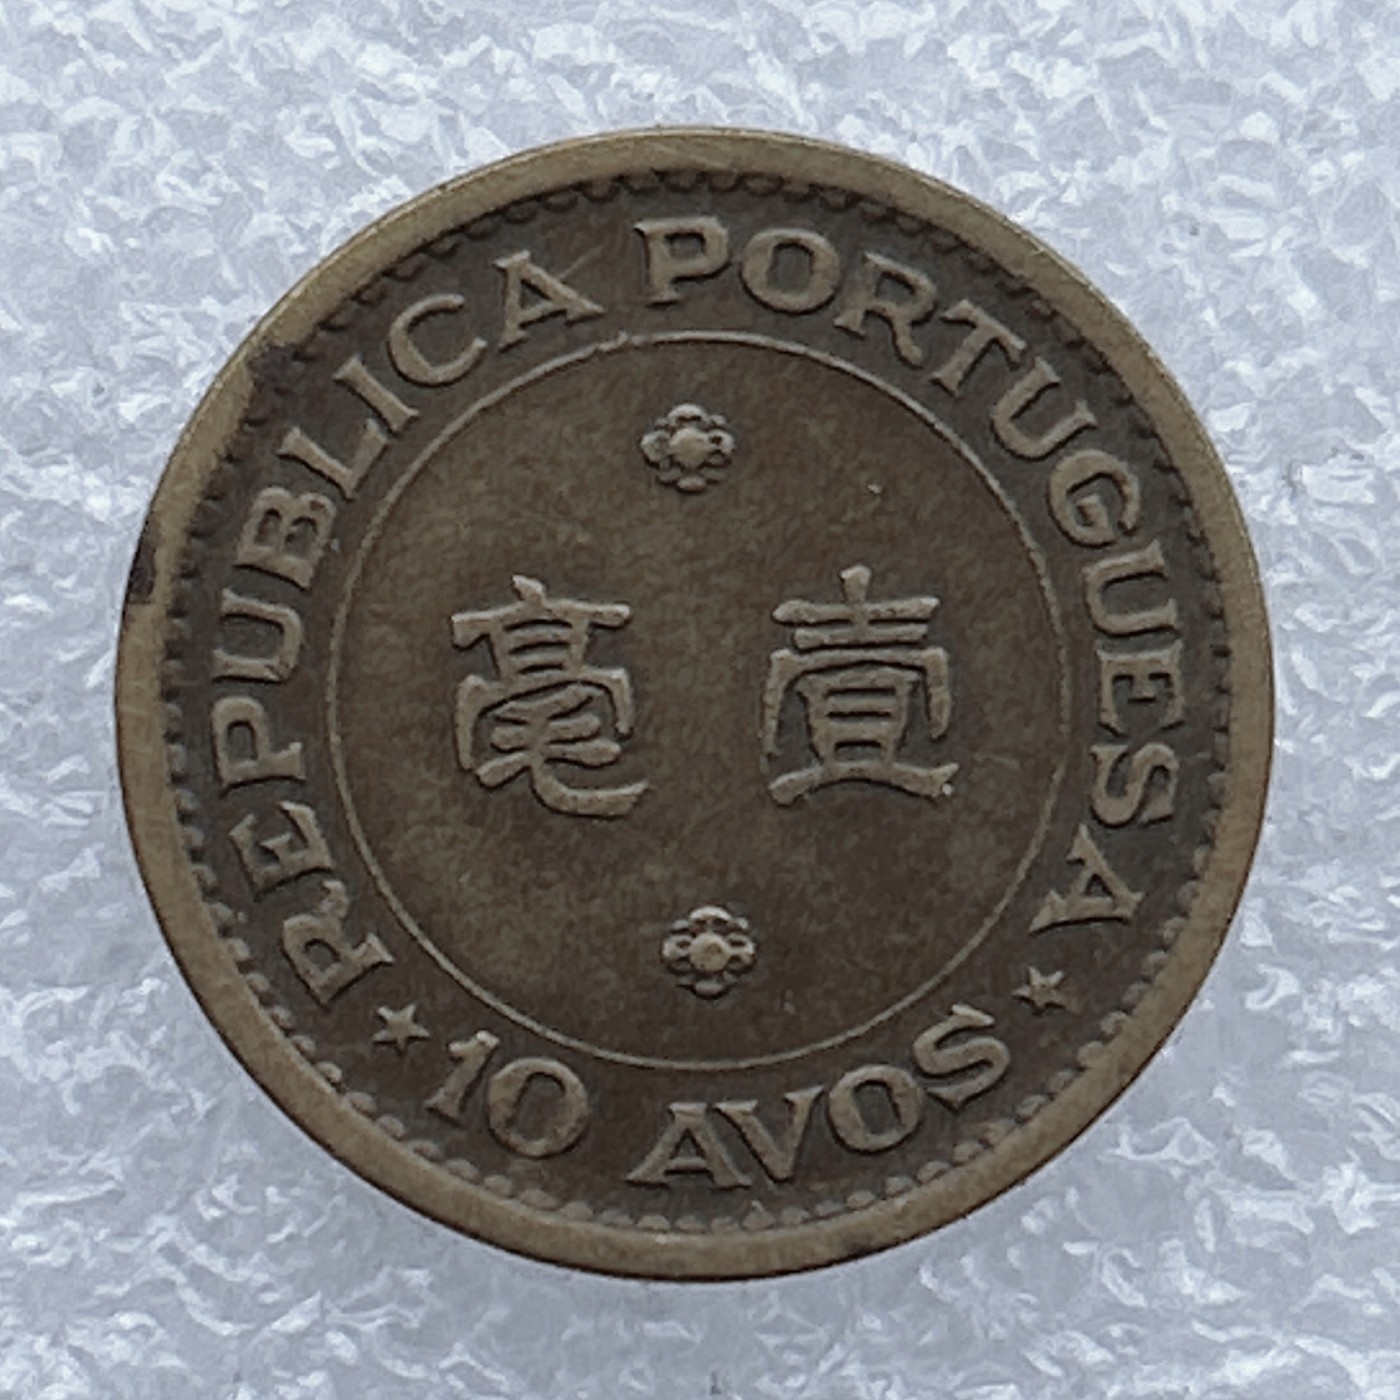 REPUBLICA PORTUGUESA
毫 壹
★ 10 AVOS ★